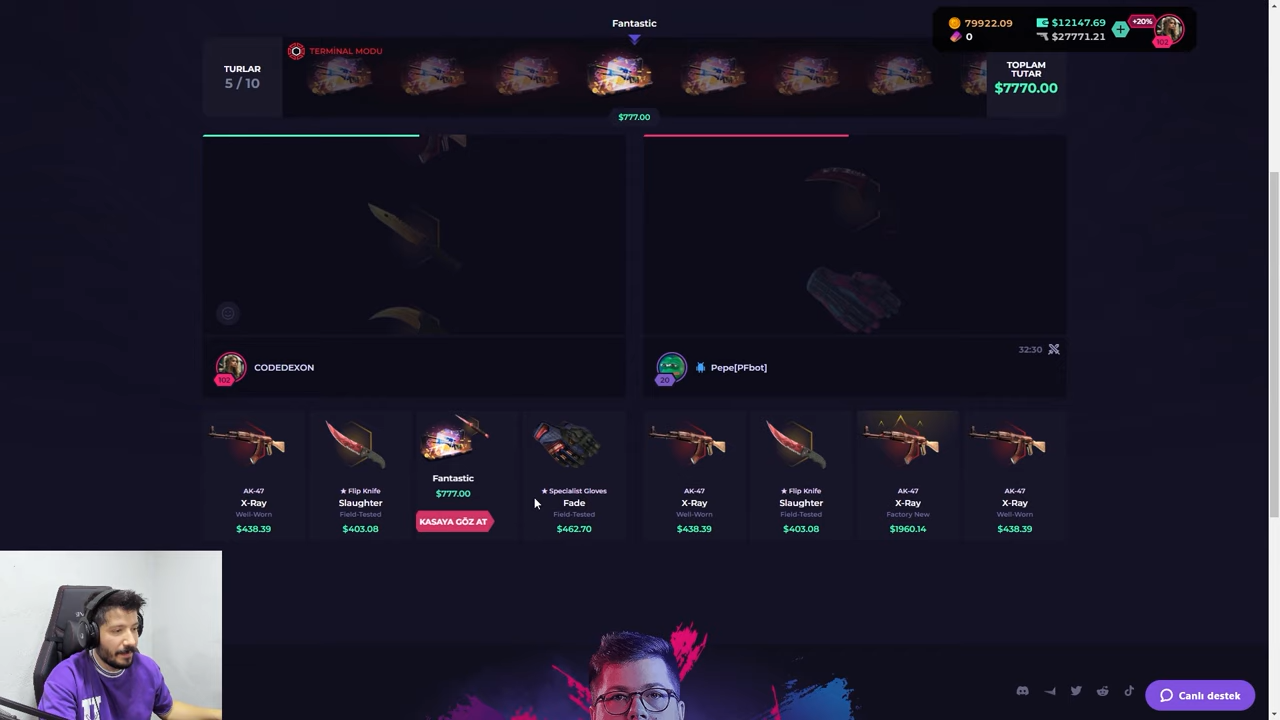 Fantastic
79922.09
$12147.69
+20%
0
$27771.21
102
TERMİNAL MODU
TURLAR
5 / 10
TOPLAM
TUTAR
$7770.00
$777.00
32:30
CODEDEXON
102
Pepe[PFbot]
20
AK-47
X-Ray
Well-Worn
$438.39
★ Flip Knife
Slaughter
Field-Tested
$403.08
Fantastic
$777.00
KASAYA GÖZ AT
★ Specialist Gloves
Fade
Field-Tested
$462.70
AK-47
X-Ray
Well-Worn
$438.39
★ Flip Knife
Slaughter
Field-Tested
$403.08
AK-47
X-Ray
Factory New
$1960.14
AK-47
X-Ray
Well-Worn
$438.39
Canlı destek